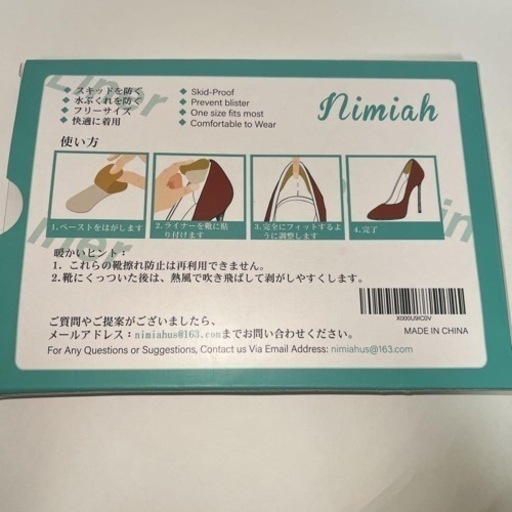 Liner
スキッドを防ぐ
水ぶくれを防ぐ
フリーサイズ
快適に着用
Skid-Proof
Prevent blister
One size fits most
Comfortable to Wear
Nimiah
使い方
1.ペーストをはがします
2.ライナーを靴に貼り付けます
3.完全にフィットするように調整します
4.完了
暖かいヒント：
1．これらの靴擦れ防止は再利用できません。
2.靴にくっついた後は、熱風で吹き飛ばして剥がしやすくします。
ご質問やご提案がございましたら、
メールアドレス：nimiahus@163.comまでお問い合わせください。
For Any Questions or Suggestions, Contact us Via Email Address: nimiahus@163.com
MADE IN CHINA